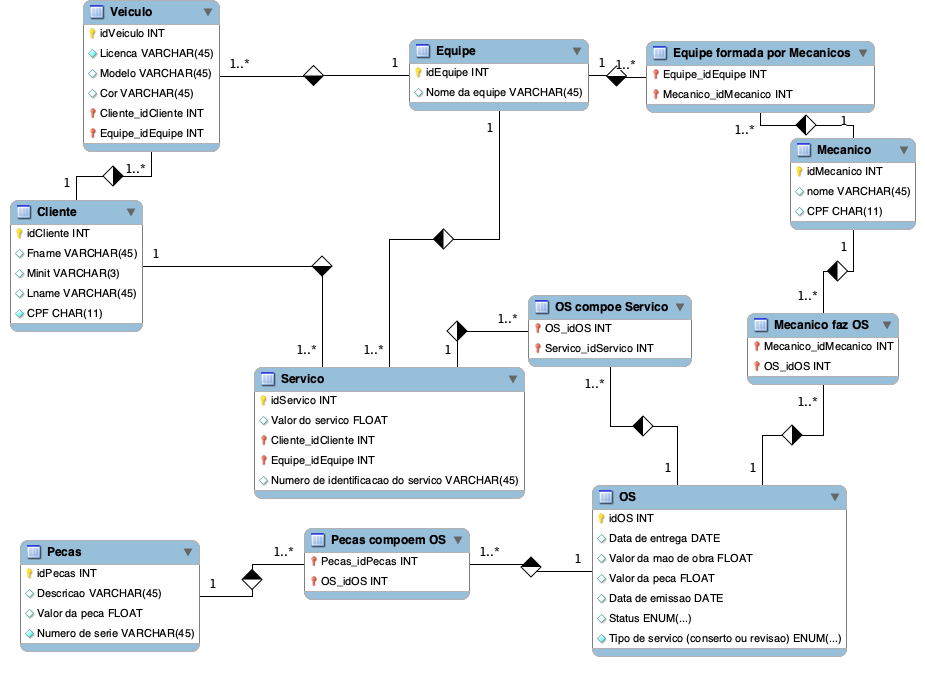 Veiculo
idVeiculo INT
Licenca VARCHAR(45)
Modelo VARCHAR(45)
Cor VARCHAR(45)
Cliente_idCliente INT
Equipe_idEquipe INT
1..*
1
Equipe
idEquipe INT
Nome da equipe VARCHAR(45)
1
1..*
Equipe formada por Mecanicos
Equipe_idEquipe INT
Mecanico_idMecanico INT
1..*
1
Mecanico
idMecanico INT
nome VARCHAR(45)
CPF CHAR(11)
1..*
1
Cliente
idCliente INT
Fname VARCHAR(45)
Minit VARCHAR(3)
Lname VARCHAR(45)
CPF CHAR(11)
1
1..*
1
1..*
1
1..*
OS compoe Servico
OS_idOS INT
Servico_idServico INT
1..*
1
1
1..*
Mecanico faz OS
Mecanico_idMecanico INT
OS_idOS INT
1..*
1
Servico
idServico INT
Valor do servico FLOAT
Cliente_idCliente INT
Equipe_idEquipe INT
Numero de identificacao do servico VARCHAR(45)
OS
idOS INT
Data de entrega DATE
Valor da mao de obra FLOAT
Valor da peca FLOAT
Data de emissao DATE
Status ENUM(...)
Tipo de servico (conserto ou revisao) ENUM(...)
Pecas
idPecas INT
Descricao VARCHAR(45)
Valor da peca FLOAT
Numero de serie VARCHAR(45)
1
1..*
Pecas compoem OS
Pecas_idPecas INT
OS_idOS INT
1..*
1